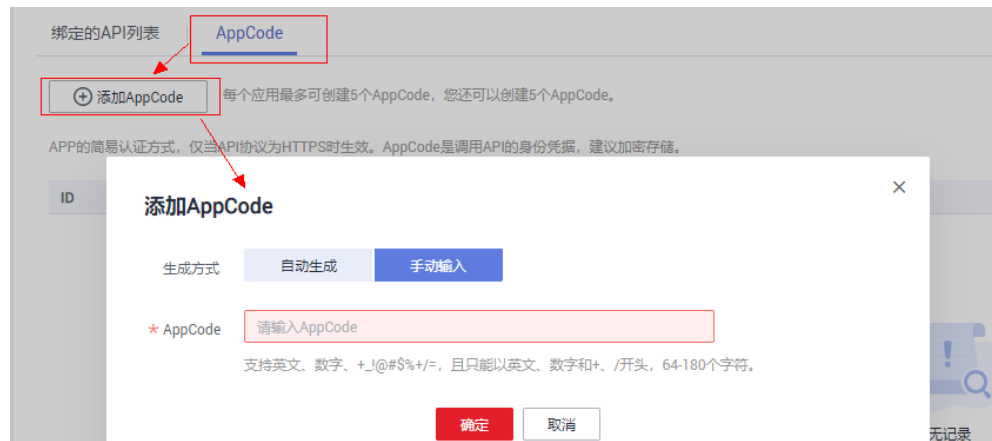 绑定的API列表 AppCode
添加AppCode 每个应用最多可创建5个AppCode，您还可以创建5个AppCode。
APP的简易认证方式，仅当API协议为HTTPS时生效。AppCode是调用API的身份凭据，建议加密存储。
ID
添加AppCode
生成方式 自动生成 手动输入
* AppCode 请输入AppCode
支持英文、数字、+_!@#$%+/=，且只能以英文、数字和+、/开头，64-180个字符。
确定 取消
无记录